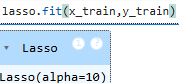 lasso.fit(x_train,y_train)
Lasso
Lasso(alpha=10)